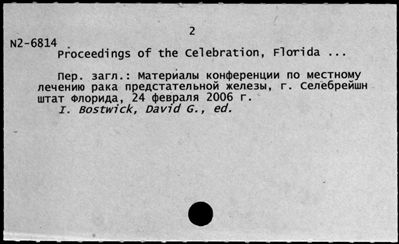 2
N2-6814
Proceedings of the Celebration, Florida ...
Пер. загл.: Материалы конференции по местному
лечению рака предстательной железы, г. Селебрейшн
штат Флорида, 24 февраля 2006 г.
I. Bostwick, David G., ed.